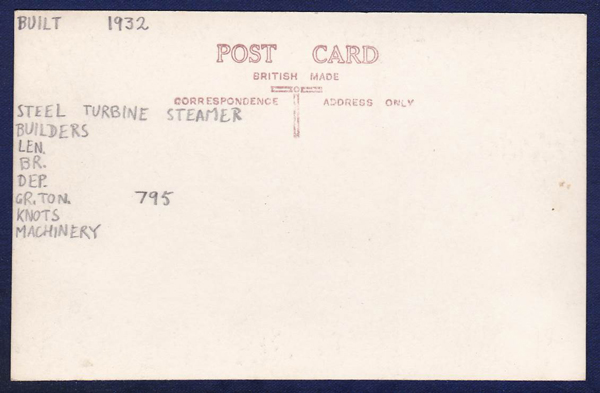 BUILT 1932
POST CARD
BRITISH MADE
CORRESPONDENCE ADDRESS ONLY
STEEL TURBINE STEAMER
BUILDERS
LEN.
BR.
DEP.
GR. TON. 795
KNOTS
MACHINERY